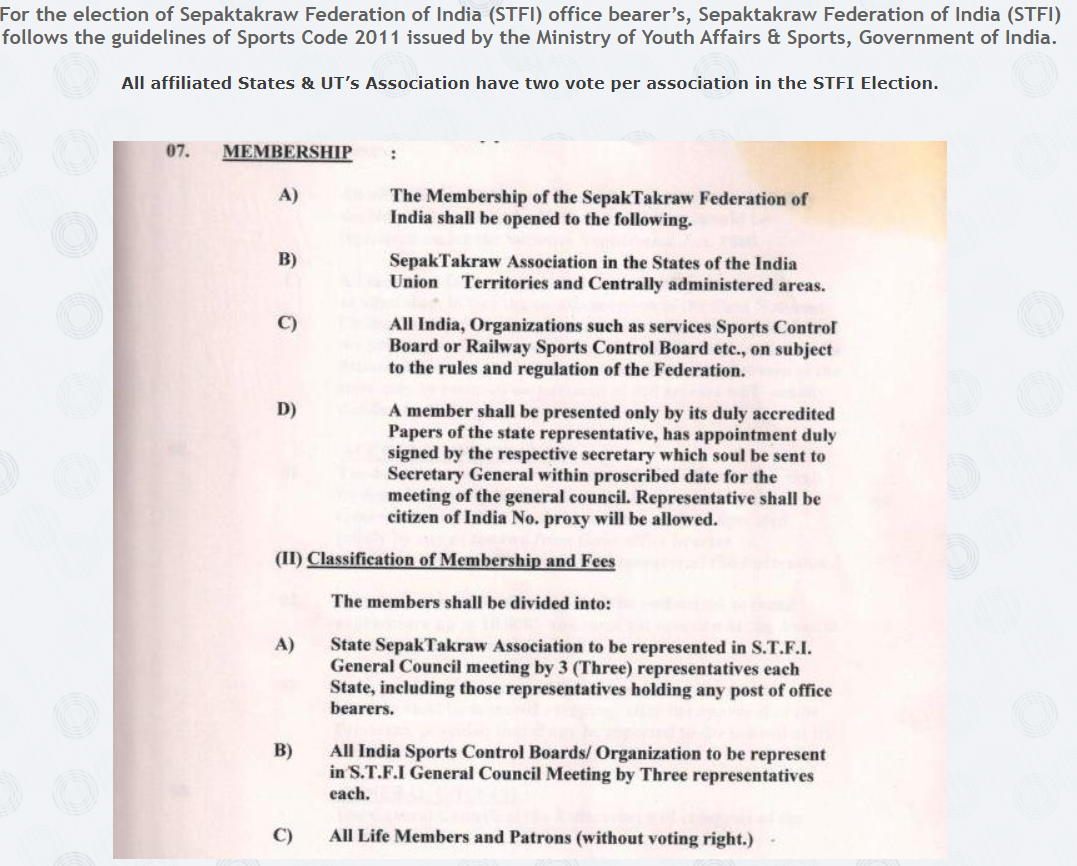 For the election of Sepaktakraw Federation of India (STFI) office bearer's, Sepaktakraw Federation of India (STFI)
follows the guidelines of Sports Code 2011 issued by the Ministry of Youth Affairs & Sports, Government of India.
All affiliated States & UT's Association have two vote per association in the STFI Election.
07. MEMBERSHIP :
A) The Membership of the SepakTakraw Federation of
India shall be opened to the following.
B) SepakTakraw Association in the States of the India
Union Territories and Centrally administered areas.
C) All India, Organizations such as services Sports Control
Board or Railway Sports Control Board etc., on subject
to the rules and regulation of the Federation.
D) A member shall be presented only by its duly accredited
Papers of the state representative, has appointment duly
signed by the respective secretary which soul be sent to
Secretary General within proscribed date for the
meeting of the general council. Representative shall be
citizen of India No. proxy will be allowed.
(II) Classification of Membership and Fees
The members shall be divided into:
A) State SepakTakraw Association to be represented in S.T.F.I.
General Council meeting by 3 (Three) representatives each
State, including those representatives holding any post of office
bearers.
B) All India Sports Control Boards/ Organization to be represent
in S.T.F.I General Council Meeting by Three representatives
each.
C) All Life Members and Patrons (without voting right.)